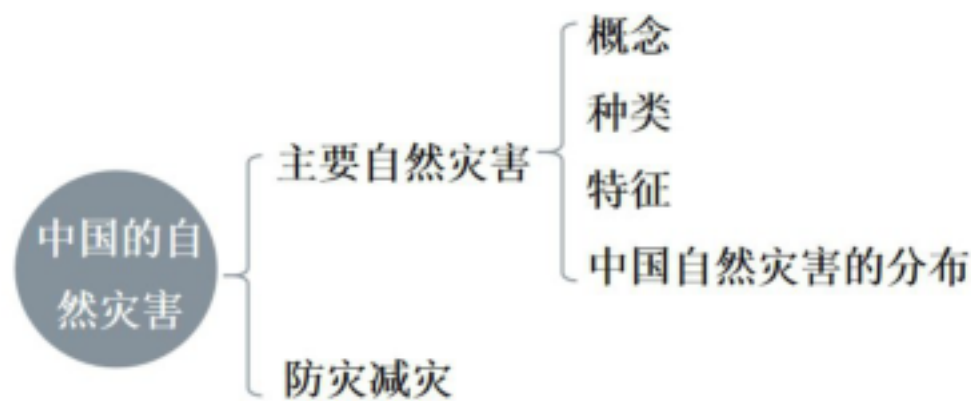 中国的自
然灾害
主要自然灾害
概念
种类
特征
中国自然灾害的分布
防灾减灾